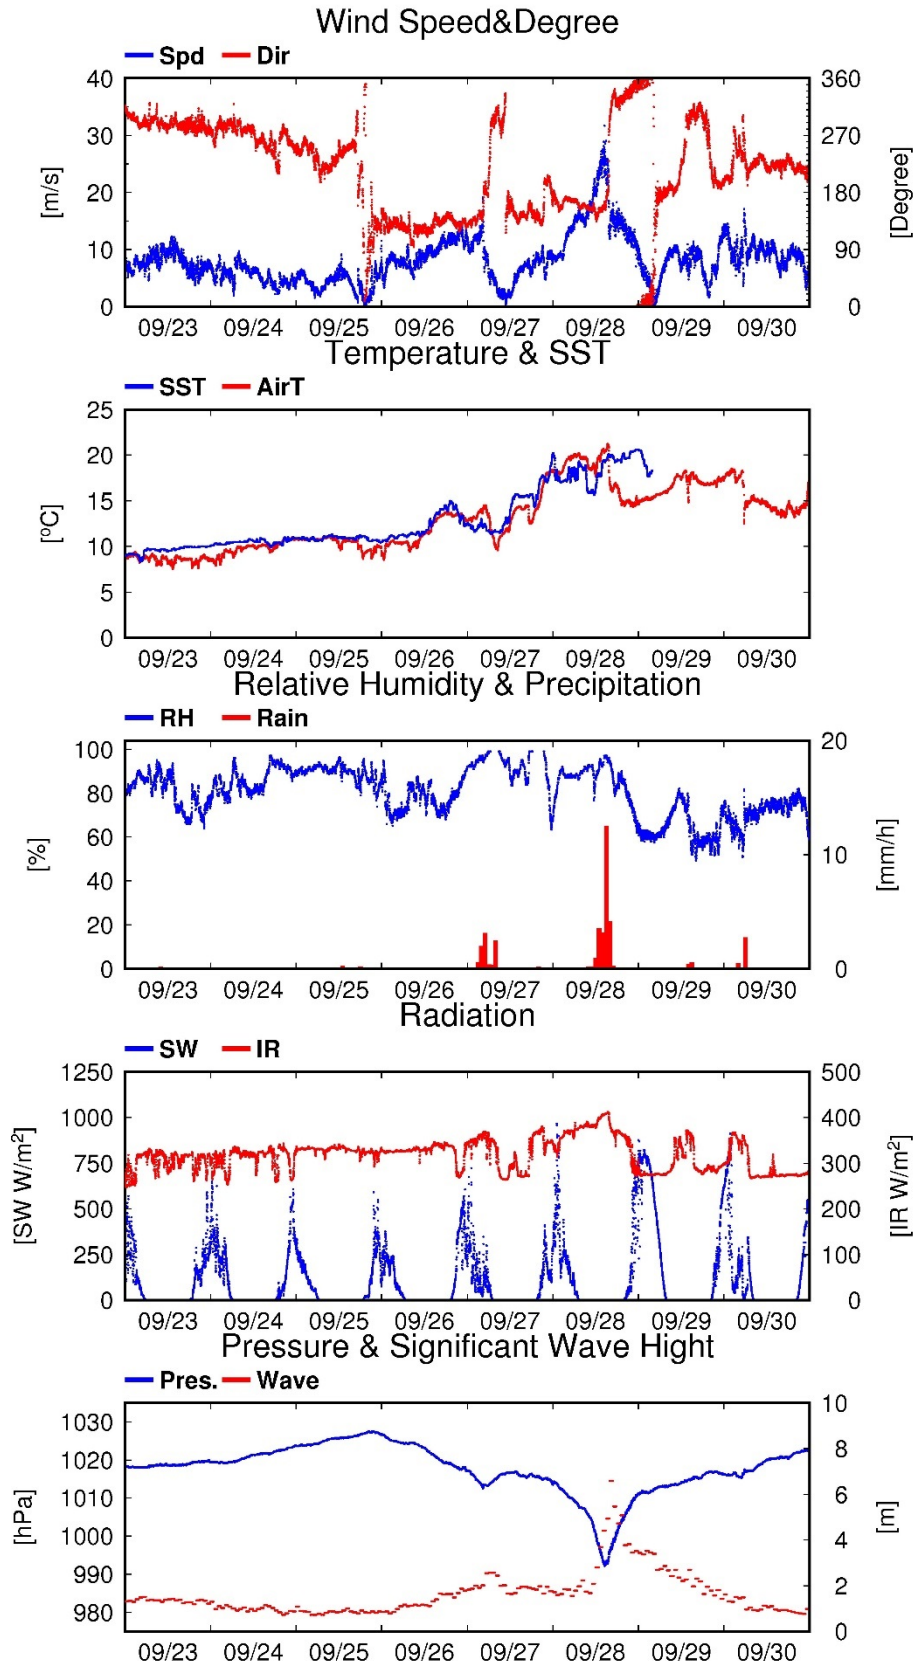 Wind Speed&Degree
Spd Dir
40 360
30 270
20 180
10 90
0 0
[m/s] [Degree]
09/23 09/24 09/25 09/26 09/27 09/28 09/29 09/30
Temperature & SST
SST AirT
25
20
15
10
5
0
[ºC]
09/23 09/24 09/25 09/26 09/27 09/28 09/29 09/30
Relative Humidity & Precipitation
RH Rain
100 20
80
60 10
40
20
0 0
[%] [mm/h]
09/23 09/24 09/25 09/26 09/27 09/28 09/29 09/30
Radiation
SW IR
1250 500
1000 400
750 300
500 200
250 100
0 0
[SW W/m²] [IR W/m²]
09/23 09/24 09/25 09/26 09/27 09/28 09/29 09/30
Pressure & Significant Wave Hight
Pres. Wave
1030 10
1020 8
1010 6
1000 4
990 2
980 0
[hPa] [m]
09/23 09/24 09/25 09/26 09/27 09/28 09/29 09/30